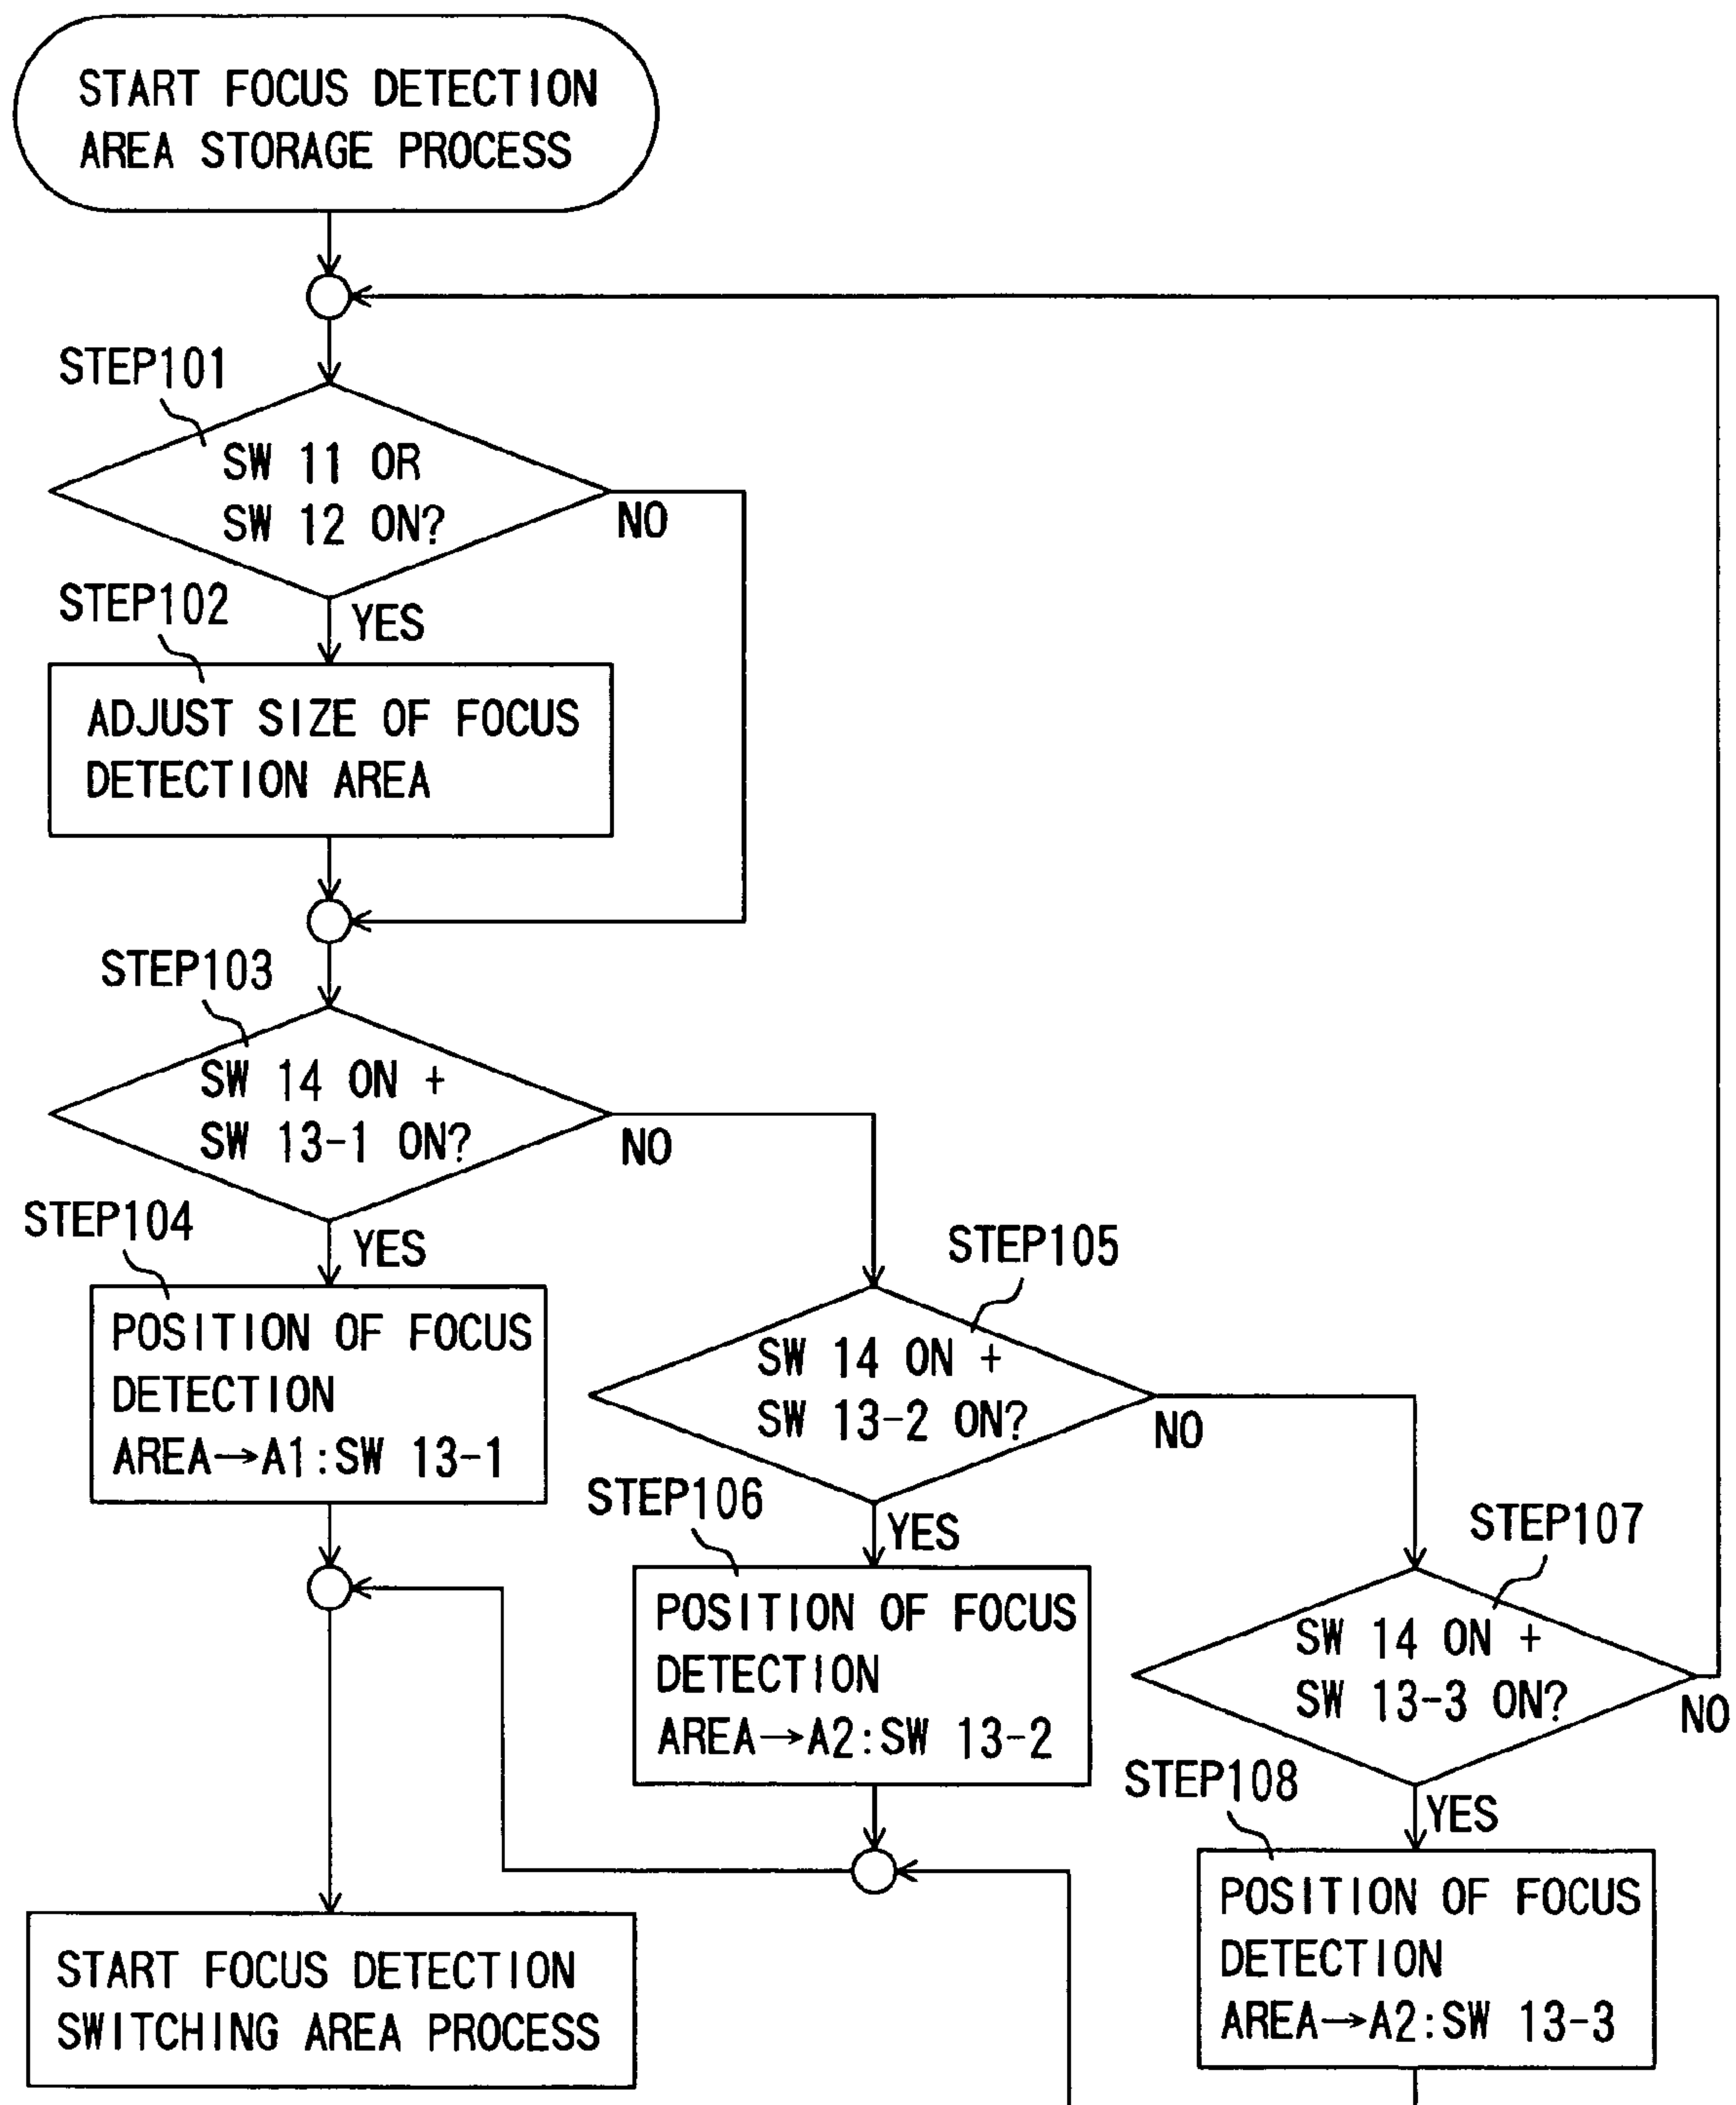 START FOCUS DETECTION
AREA STORAGE PROCESS
STEP101
SW 11 OR
SW 12 ON?
NO
YES
STEP102
ADJUST SIZE OF FOCUS
DETECTION AREA
STEP103
SW 14 ON +
SW 13-1 ON?
NO
YES
STEP104
POSITION OF FOCUS
DETECTION
AREA→A1:SW 13-1
STEP105
SW 14 ON +
SW 13-2 ON?
NO
YES
STEP106
POSITION OF FOCUS
DETECTION
AREA→A2:SW 13-2
STEP107
SW 14 ON +
SW 13-3 ON?
NO
YES
STEP108
POSITION OF FOCUS
DETECTION
AREA→A2:SW 13-3
START FOCUS DETECTION
SWITCHING AREA PROCESS